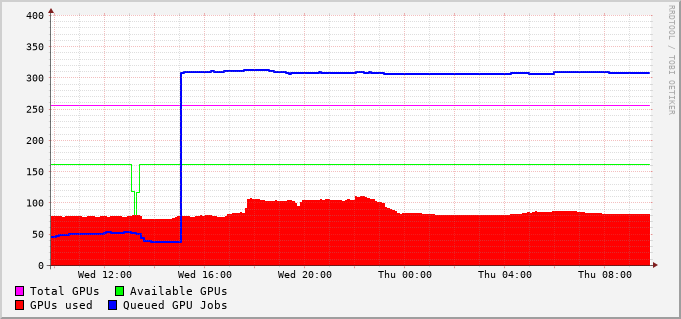 400
350
300
250
200
150
100
50
0
Wed 12:00 Wed 16:00 Wed 20:00 Thu 00:00 Thu 04:00 Thu 08:00
Total GPUs Available GPUs
GPUs used Queued GPU Jobs
RRDTOOL / TOBI OETIKER